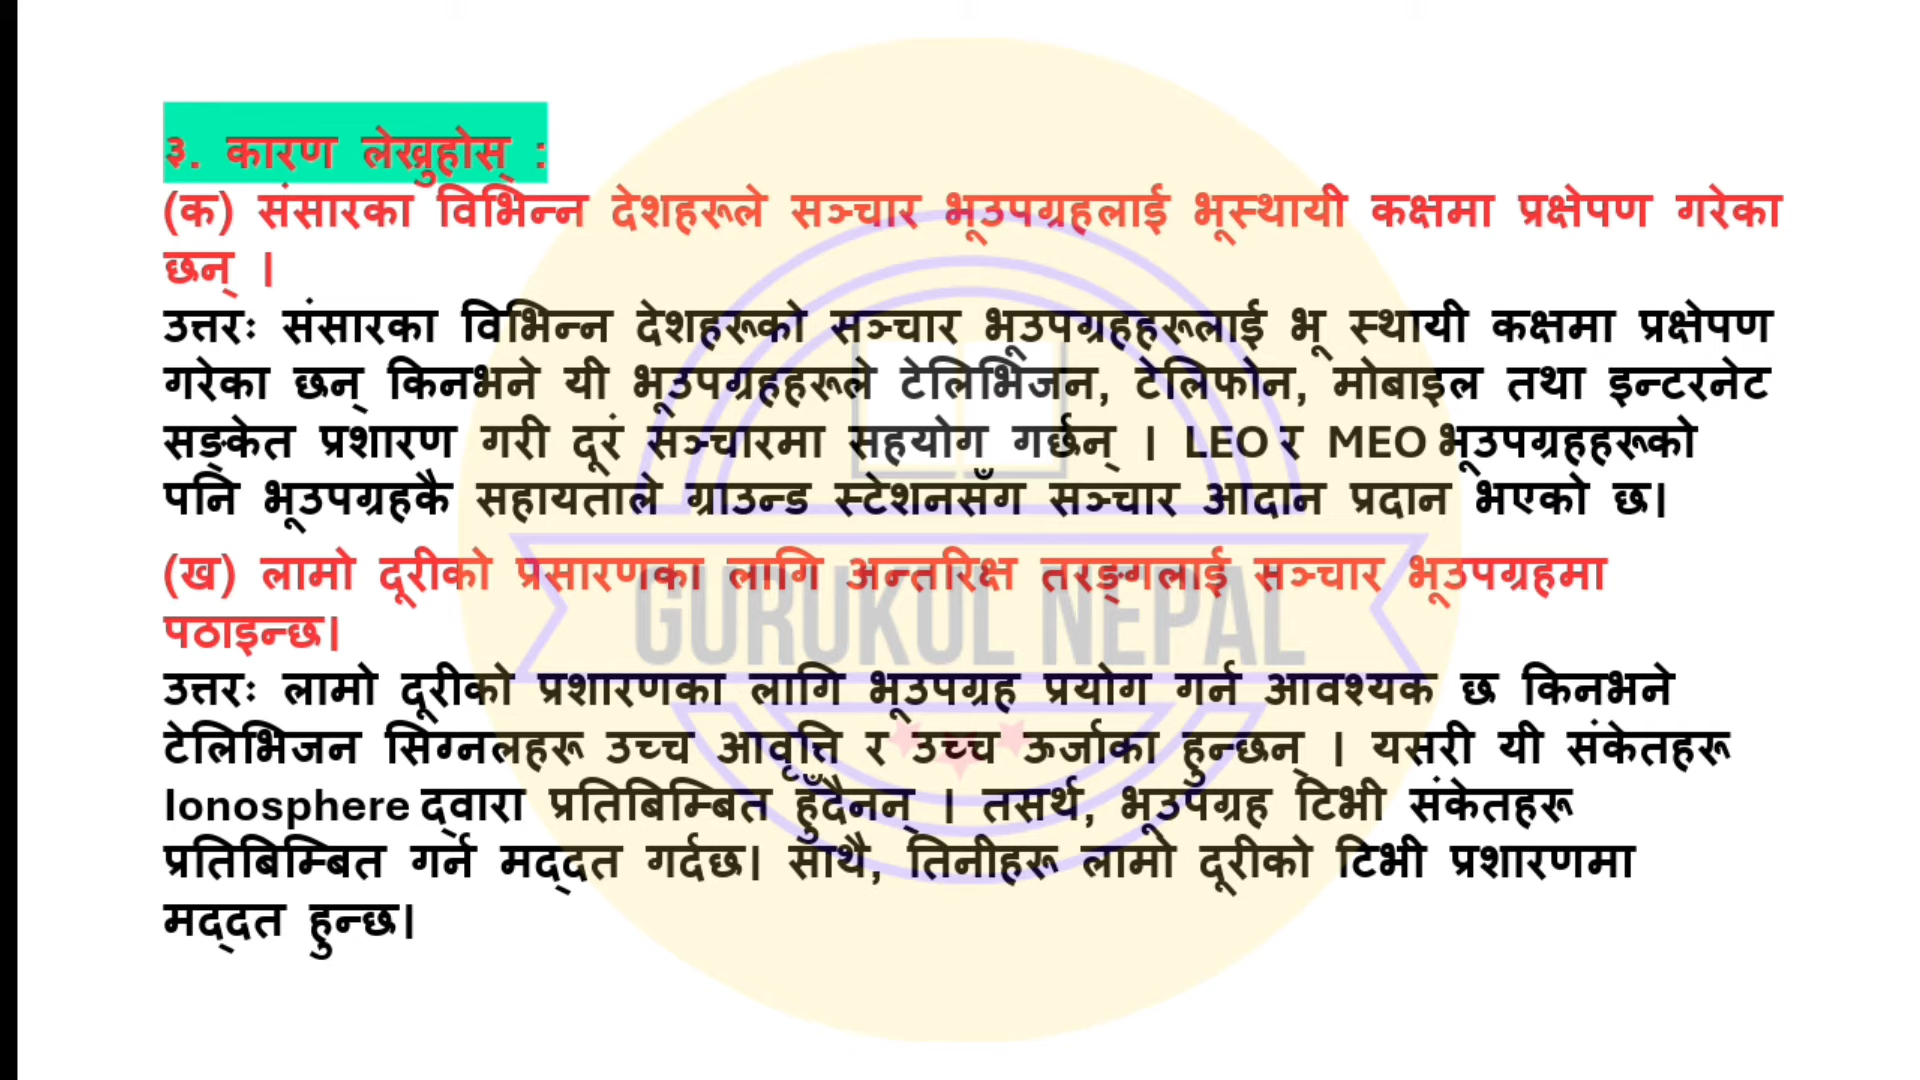 ३. कारण लेख्नुहोस् :
(क) संसारका विभिन्न देशहरूले सञ्चार भूउपग्रहलाई भूस्थायी कक्षमा प्रक्षेपण गरेका
छन् ।
उत्तरः संसारका विभिन्न देशहरूको सञ्चार भूउपग्रहहरूलाई भू स्थायी कक्षमा प्रक्षेपण
गरेका छन् किनभने यी भूउपग्रहहरूले टेलिभिजन, टेलिफोन, मोबाइल तथा इन्टरनेट
सङ्केत प्रशारण गरी दूरं सञ्चारमा सहयोग गर्छन् । LEO र MEO भूउपग्रहहरूको
पनि भूउपग्रहकै सहायताले ग्राउन्ड स्टेशनसँग सञ्चार आदान प्रदान भएको छ।
(ख) लामो दूरीको प्रसारणका लागि अन्तरिक्ष तरङ्गलाई सञ्चार भूउपग्रहमा
पठाइन्छ।
GURUKUL NEPAL
उत्तरः लामो दूरीको प्रशारणका लागि भूउपग्रह प्रयोग गर्न आवश्यक छ किनभने
टेलिभिजन सिग्नलहरू उच्च आवृत्ति र उच्च ऊर्जाका हुन्छन् । यसरी यी संकेतहरू
Ionosphere द्वारा प्रतिबिम्बित हुँदैनन् । तसर्थ, भूउपग्रह टिभी संकेतहरू
प्रतिबिम्बित गर्न मद्दत गर्दछ। साथै, तिनीहरू लामो दूरीको टिभी प्रशारणमा
मद्दत हुन्छ।